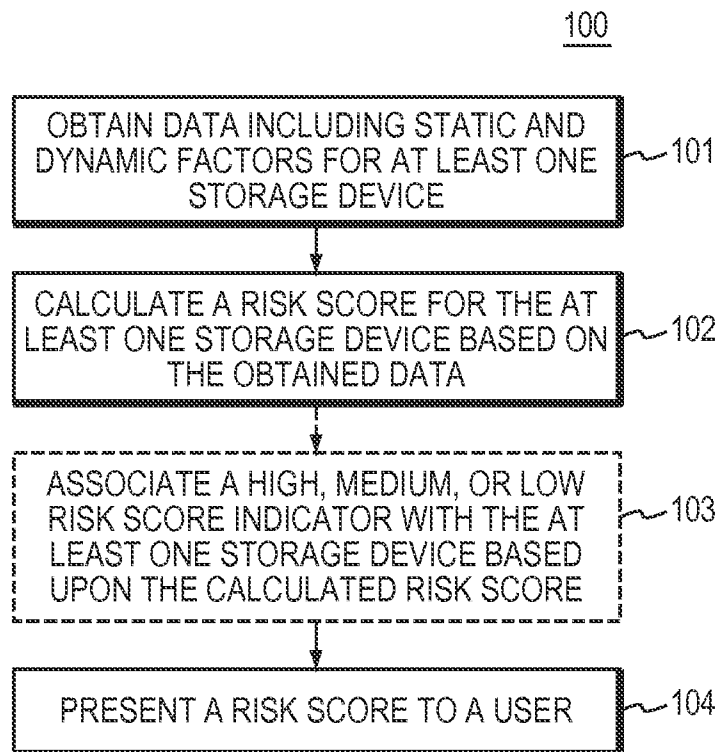 100
OBTAIN DATA INCLUDING STATIC AND
DYNAMIC FACTORS FOR AT LEAST ONE
STORAGE DEVICE
101
CALCULATE A RISK SCORE FOR THE AT
LEAST ONE STORAGE DEVICE BASED ON
THE OBTAINED DATA
102
ASSOCIATE A HIGH, MEDIUM, OR LOW
RISK SCORE INDICATOR WITH THE AT
LEAST ONE STORAGE DEVICE BASED
UPON THE CALCULATED RISK SCORE
103
PRESENT A RISK SCORE TO A USER
104